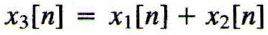 x₃[n] = x₁[n] + x₂[n]